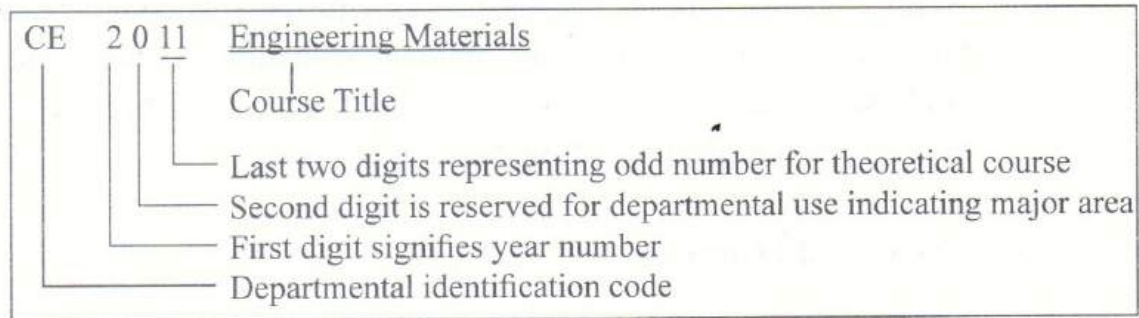 CE 2 0 11 Engineering Materials
Course Title
Last two digits representing odd number for theoretical course
Second digit is reserved for departmental use indicating major area
First digit signifies year number
Departmental identification code